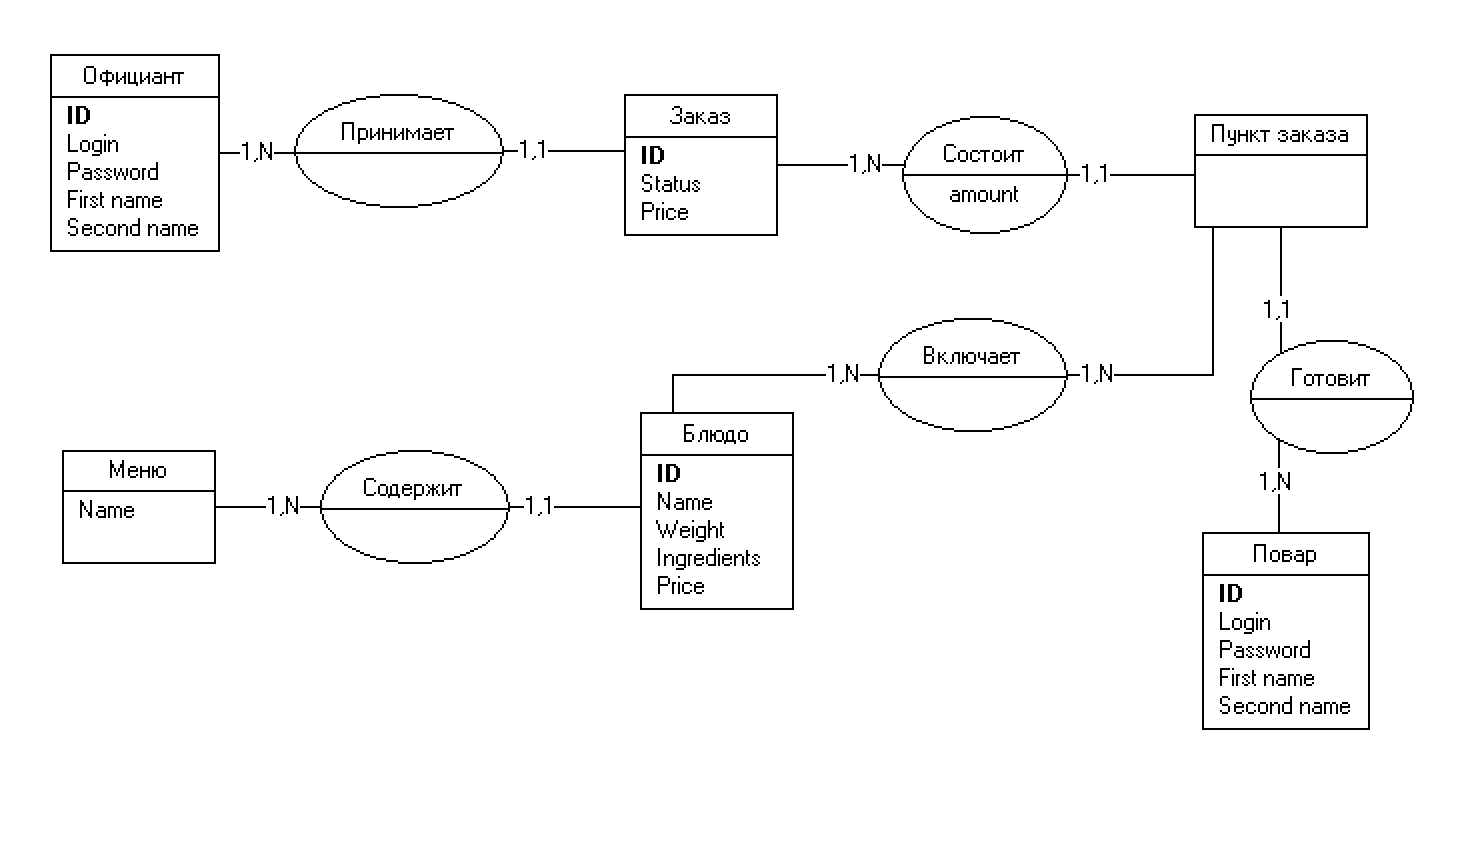 Официант
ID
Login
Password
First name
Second name
1,N
Принимает
1,1
Заказ
ID
Status
Price
1,N
Состоит
amount
1,1
Пункт заказа
1,1
Готовит
1,N
Включает
1,N
1,N
Меню
Name
1,N
Содержит
1,1
Блюдо
ID
Name
Weight
Ingredients
Price
Повар
ID
Login
Password
First name
Second name